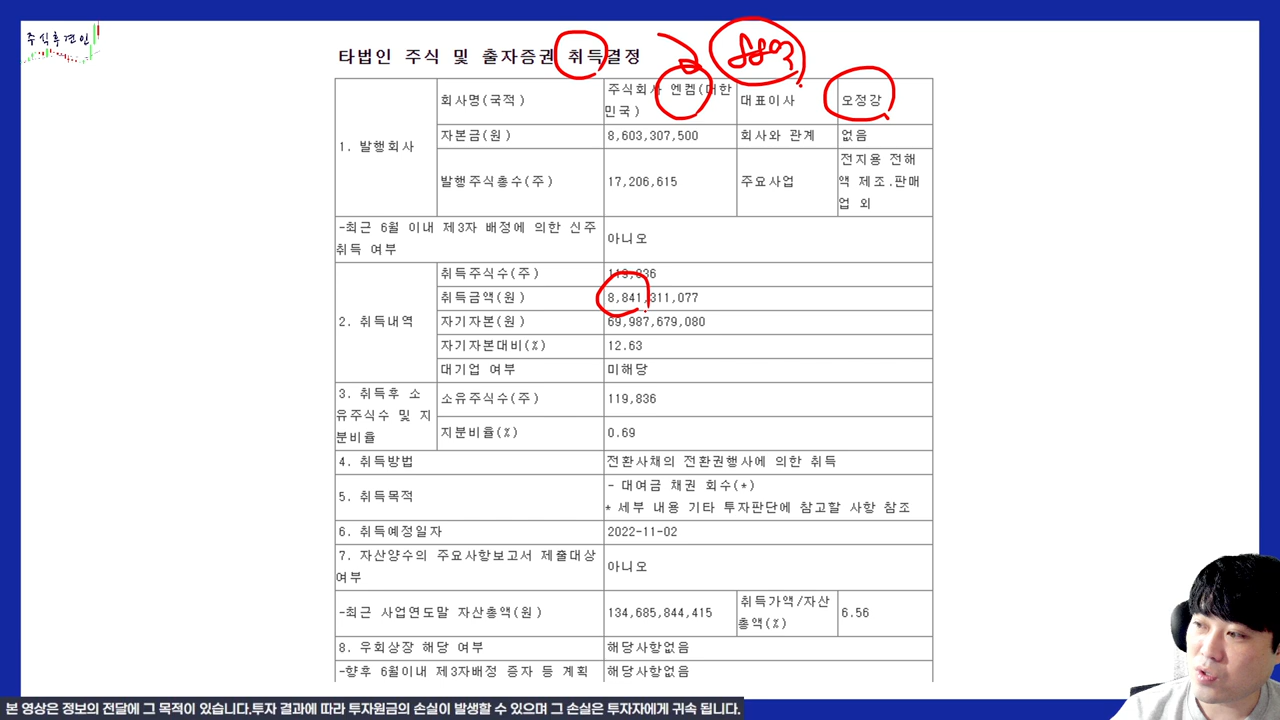 주식후견인
타법인 주식 및 출자증권 취득결정
88억
1. 발행회사
회사명(국적)
주식회사 엔켐(대한
민국)
대표이사
오정강
자본금(원)
8,603,307,500
회사와 관계
없음
발행주식총수(주)
17,206,615
주요사업
전지용 전해
액 제조.판매
업 외
-최근 6월 이내 제3자 배정에 의한 신주
취득 여부
아니오
2. 취득내역
취득주식수(주)
119,836
취득금액(원)
8,841,311,077
자기자본(원)
69,987,679,080
자기자본대비(%)
12.63
대기업 여부
미해당
3. 취득후 소
유주식수 및 지
분비율
소유주식수(주)
119,836
지분비율(%)
0.69
4. 취득방법
전환사채의 전환권행사에 의한 취득
5. 취득목적
- 대여금 채권 회수(*)
* 세부 내용 기타 투자판단에 참고할 사항 참조
6. 취득예정일자
2022-11-02
7. 자산양수의 주요사항보고서 제출대상
여부
아니오
-최근 사업연도말 자산총액(원)
134,685,844,415
취득가액/자산
총액(%)
6.56
8. 우회상장 해당 여부
해당사항없음
-향후 6월이내 제3자배정 증자 등 계획
해당사항없음
본 영상은 정보의 전달에 그 목적이 있습니다.투자 결과에 따라 투자원금의 손실이 발생할 수 있으며 그 손실은 투자자에게 귀속 됩니다.